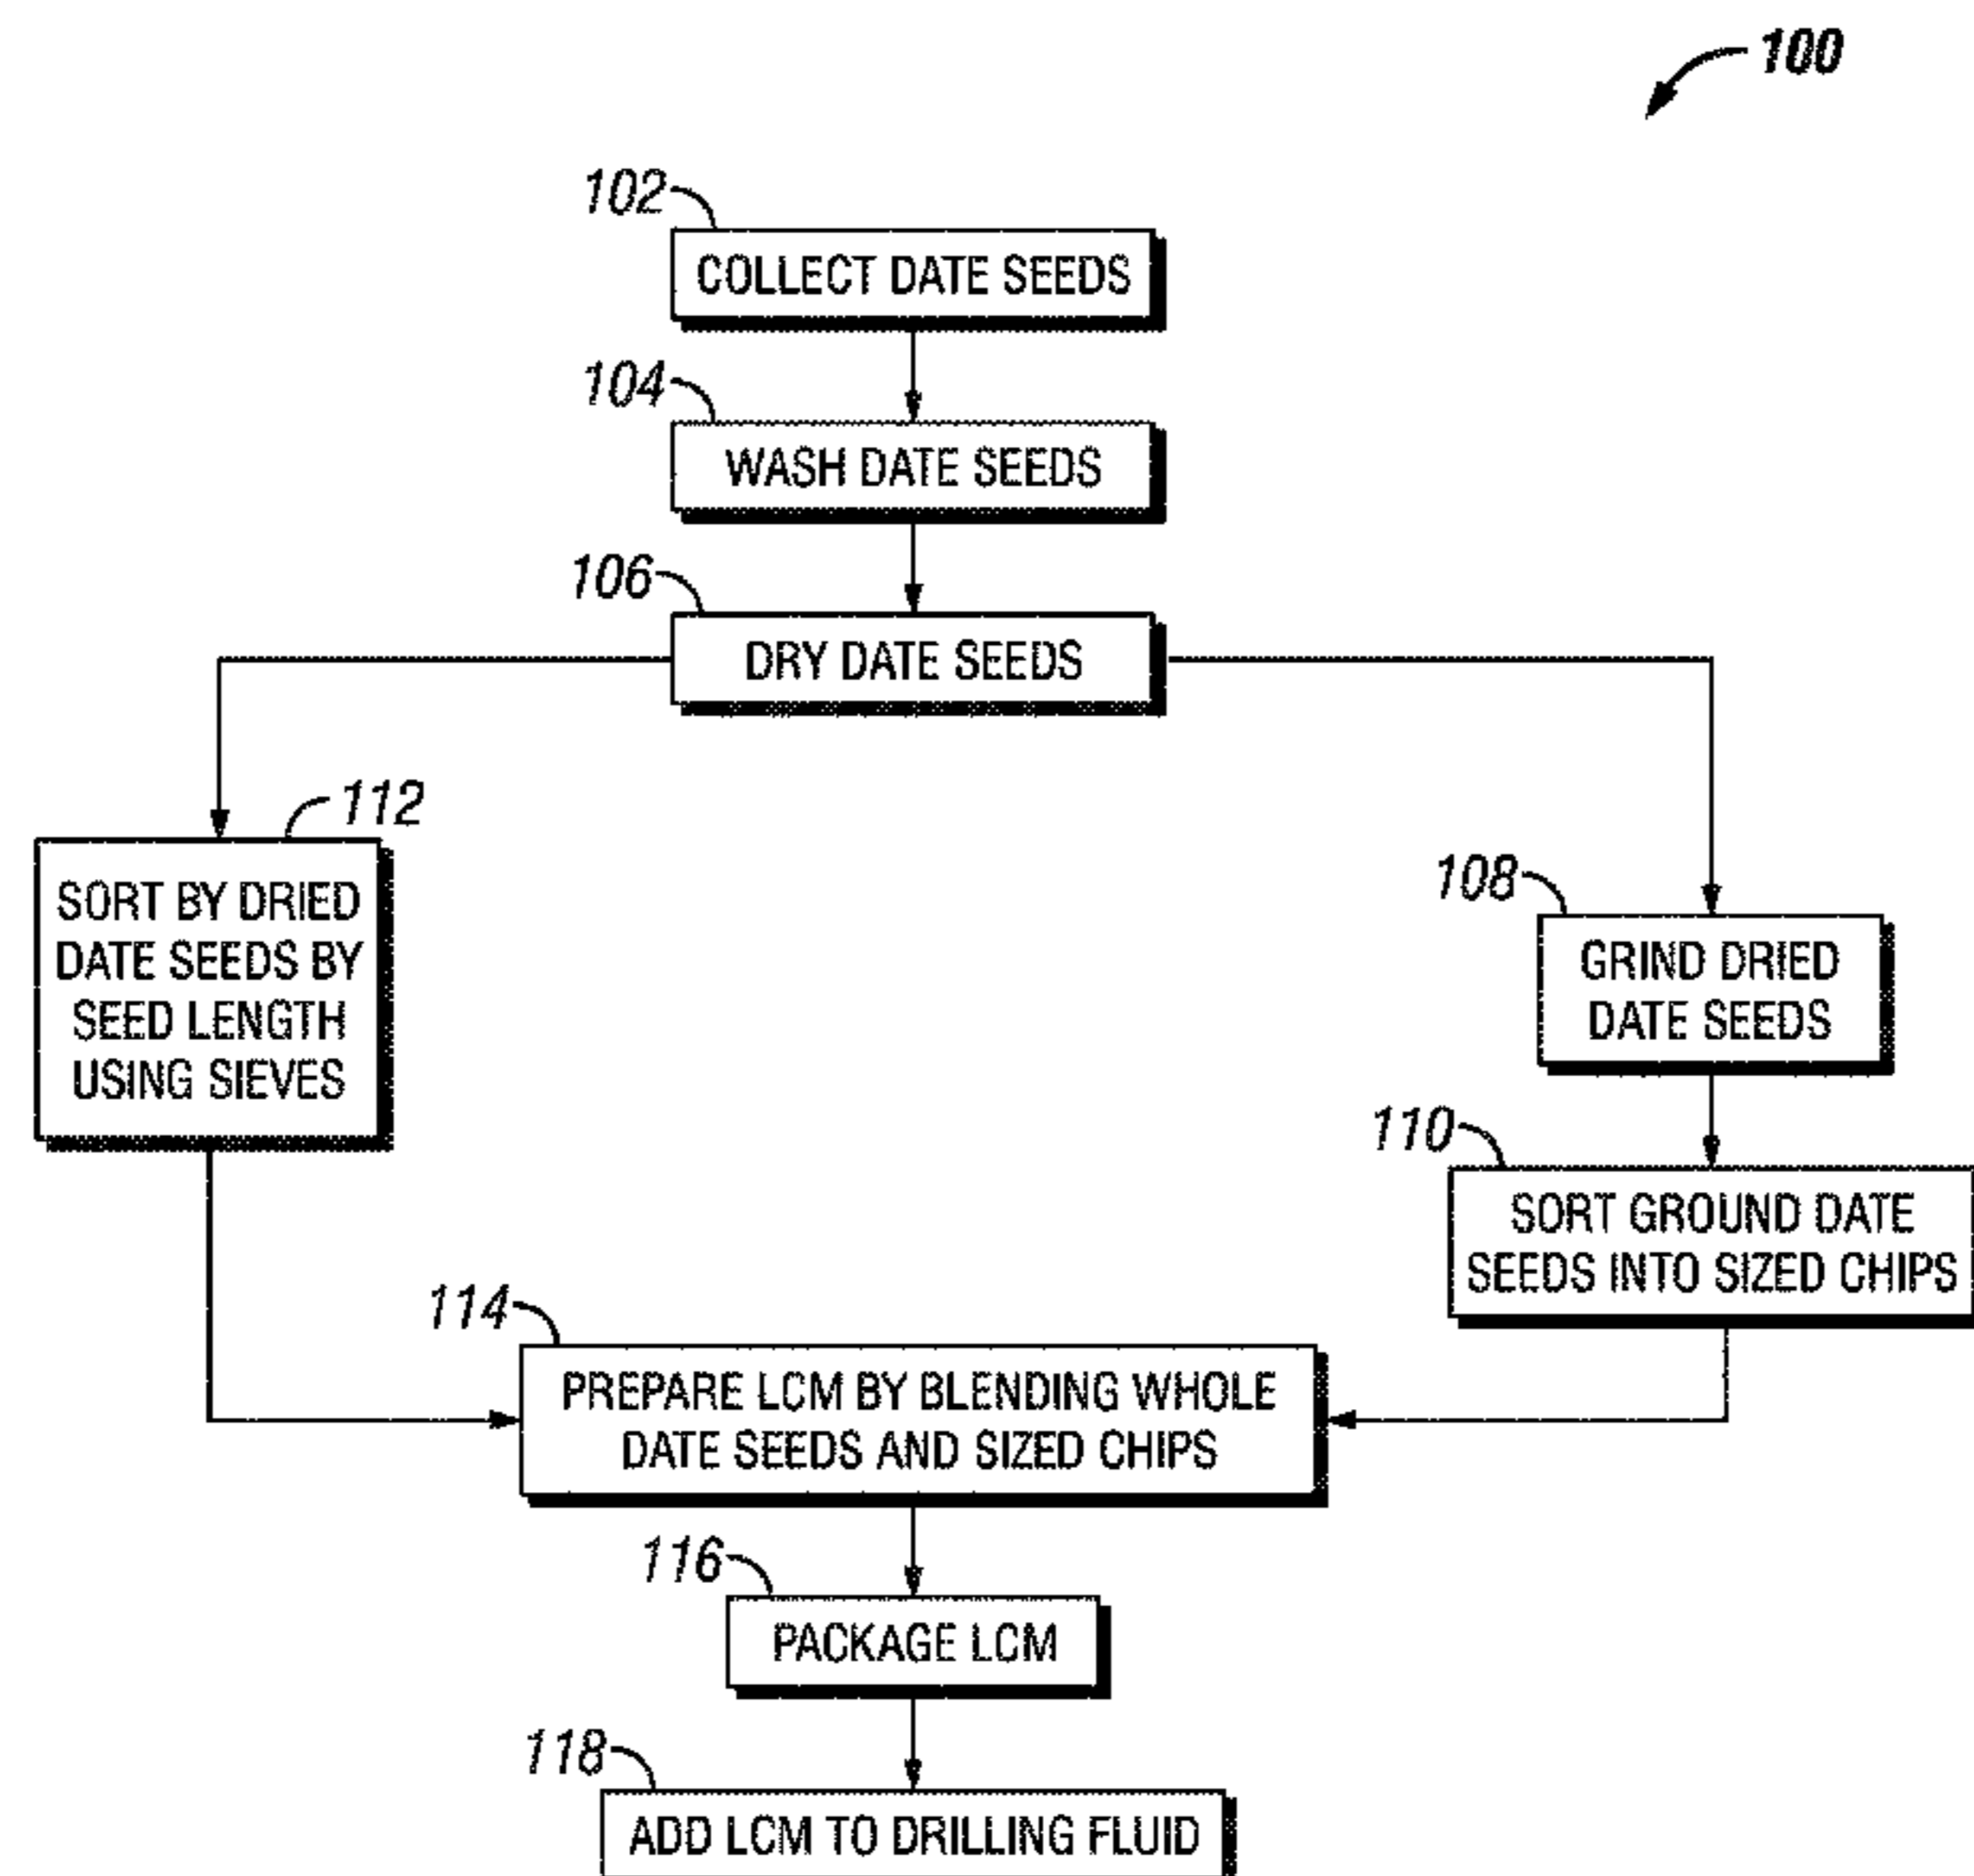 100
102
COLLECT DATE SEEDS
104
WASH DATE SEEDS
106
DRY DATE SEEDS
112
SORT BY DRIED
DATE SEEDS BY
SEED LENGTH
USING SIEVES
108
GRIND DRIED
DATE SEEDS
110
SORT GROUND DATE
SEEDS INTO SIZED CHIPS
114
PREPARE LCM BY BLENDING WHOLE
DATE SEEDS AND SIZED CHIPS
116
PACKAGE LCM
118
ADD LCM TO DRILLING FLUID